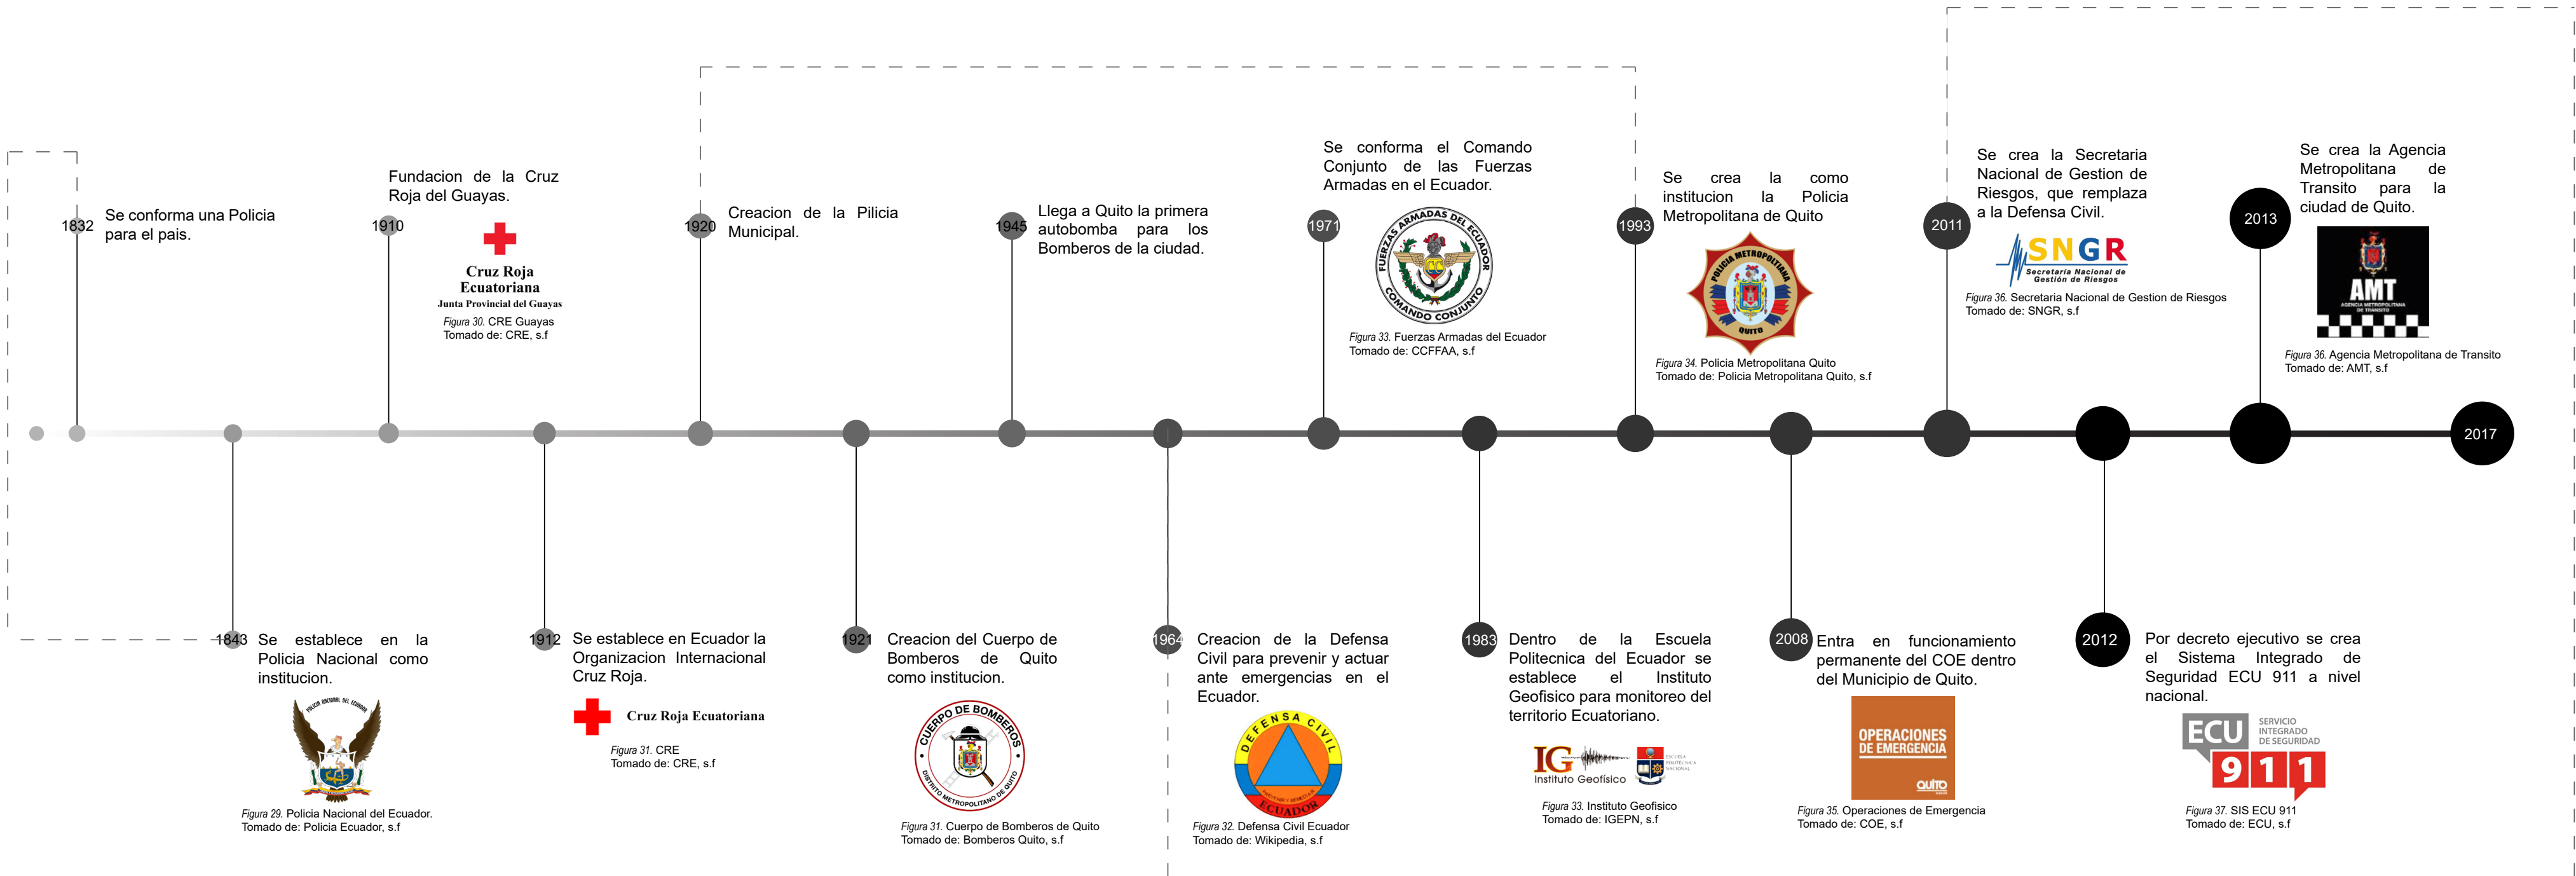 1832
Se conforma una Policia
para el pais.
Fundacion de la Cruz
Roja del Guayas.
1910
Cruz Roja
Ecuatoriana
Junta Provincial del Guayas
Figura 30. CRE Guayas
Tomado de: CRE, s.f
1920
Creacion de la Pilicia
Municipal.
1945
Llega a Quito la primera
autobomba para los
Bomberos de la ciudad.
Se conforma el Comando
Conjunto de las Fuerzas
Armadas en el Ecuador.
1971
FUERZAS ARMADAS DEL ECUADOR
COMANDO CONJUNTO
Figura 33. Fuerzas Armadas del Ecuador
Tomado de: CCFFAA, s.f
1993
Se crea la como
institucion la Policia
Metropolitana de Quito
POLICIA METROPOLITANA
QUITO
Figura 34. Policia Metropolitana Quito
Tomado de: Policia Metropolitana Quito, s.f
2011
Se crea la Secretaria
Nacional de Gestion de
Riesgos, que remplaza
a la Defensa Civil.
SNGR
Secretaría Nacional de
Gestión de Riesgos
Figura 36. Secretaria Nacional de Gestion de Riesgos
Tomado de: SNGR, s.f
2013
Se crea la Agencia
Metropolitana de
Transito para la
ciudad de Quito.
AMT
AGENCIA METROPOLITANA
DE TRÁNSITO
Figura 36. Agencia Metropolitana de Transito
Tomado de: AMT, s.f
2017
1843
Se establece en la
Policia Nacional como
institucion.
POLICIA NACIONAL DEL ECUADOR
Figura 29. Policia Nacional del Ecuador.
Tomado de: Policia Ecuador, s.f
1912
Se establece en Ecuador la
Organizacion Internacional
Cruz Roja.
Cruz Roja Ecuatoriana
Figura 31. CRE
Tomado de: CRE, s.f
1921
Creacion del Cuerpo de
Bomberos de Quito
como institucion.
CUERPO DE BOMBEROS
DISTRITO METROPOLITANO DE QUITO
Figura 31. Cuerpo de Bomberos de Quito
Tomado de: Bomberos Quito, s.f
1964
Creacion de la Defensa
Civil para prevenir y actuar
ante emergencias en el
Ecuador.
DEFENSA CIVIL
ECUADOR
Figura 32. Defensa Civil Ecuador
Tomado de: Wikipedia, s.f
1983
Dentro de la Escuela
Politecnica del Ecuador se
establece el Instituto
Geofisico para monitoreo del
territorio Ecuatoriano.
IG
Instituto Geofísico
ESCUELA
POLITÉCNICA
NACIONAL
Figura 33. Instituto Geofisico
Tomado de: IGEPN, s.f
2008
Entra en funcionamiento
permanente del COE dentro
del Municipio de Quito.
OPERACIONES
DE EMERGENCIA
QUITO
Figura 35. Operaciones de Emergencia
Tomado de: COE, s.f
2012
Por decreto ejecutivo se crea
el Sistema Integrado de
Seguridad ECU 911 a nivel
nacional.
ECU
SERVICIO
INTEGRADO
DE SEGURIDAD
911
Figura 37. SIS ECU 911
Tomado de: ECU, s.f